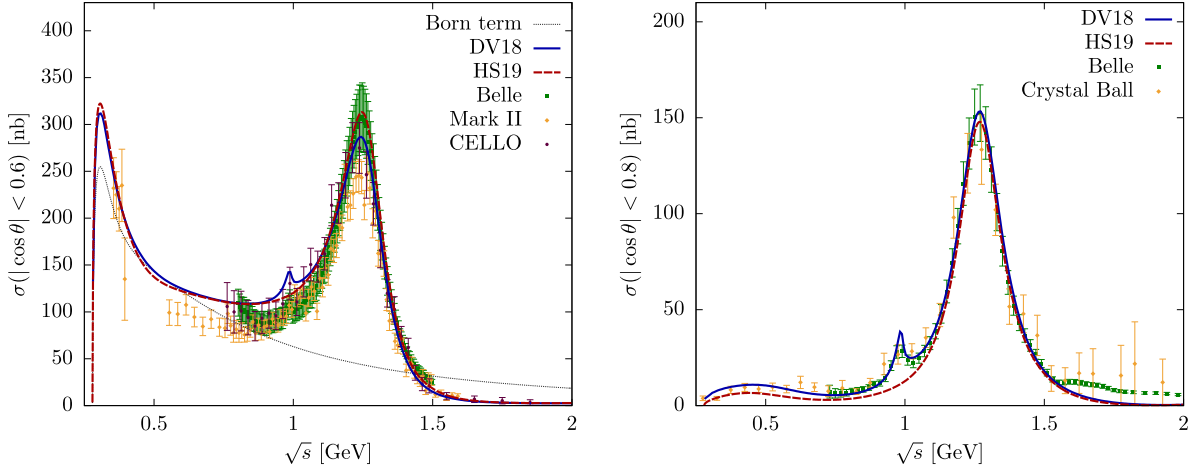 σ(| cos θ| < 0.6) [nb]
400
350
300
250
200
150
100
50
0
0.5
1
1.5
2
√s [GeV]
Born term
DV18
HS19
Belle
Mark II
CELLO
σ(| cos θ| < 0.8) [nb]
200
150
100
50
0
0.5
1
1.5
2
√s [GeV]
DV18
HS19
Belle
Crystal Ball